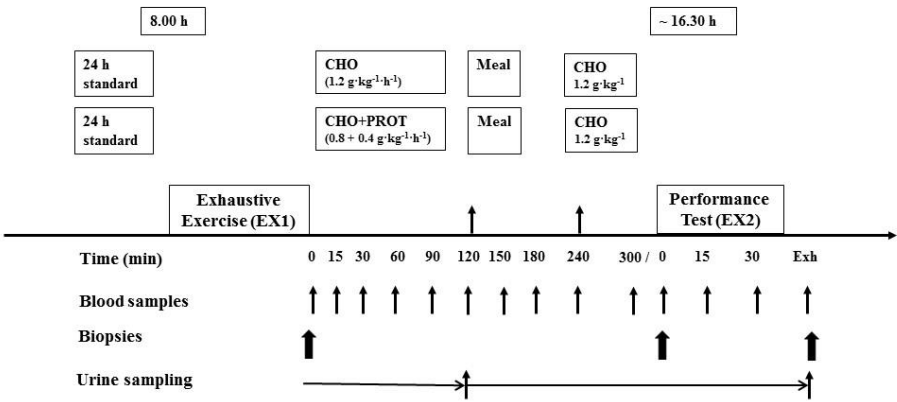 8.00 h ~ 16.30 h
24 h standard CHO (1.2 g·kg⁻¹·h⁻¹) Meal CHO 1.2 g·kg⁻¹
24 h standard CHO+PROT (0.8 + 0.4 g·kg⁻¹·h⁻¹) Meal CHO 1.2 g·kg⁻¹
Exhaustive Exercise (EX1) Performance Test (EX2)
Time (min) 0 15 30 60 90 120 150 180 240 300 / 0 15 30 Exh
Blood samples
Biopsies
Urine sampling